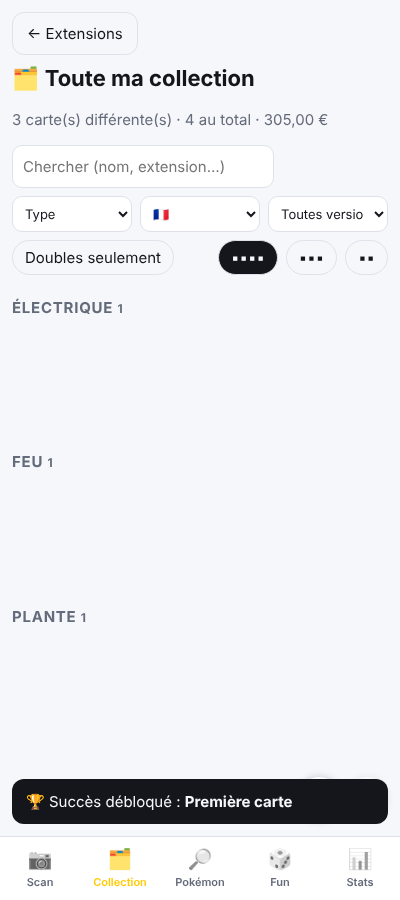 ← Extensions
🗂️ Toute ma collection
3 carte(s) différente(s) · 4 au total · 305,00 €
Chercher (nom, extension…)
Type
🇫🇷
Toutes versio
Doubles seulement
ÉLECTRIQUE 1
FEU 1
PLANTE 1
🏆 Succès débloqué : Première carte
Scan Collection Pokémon Fun Stats